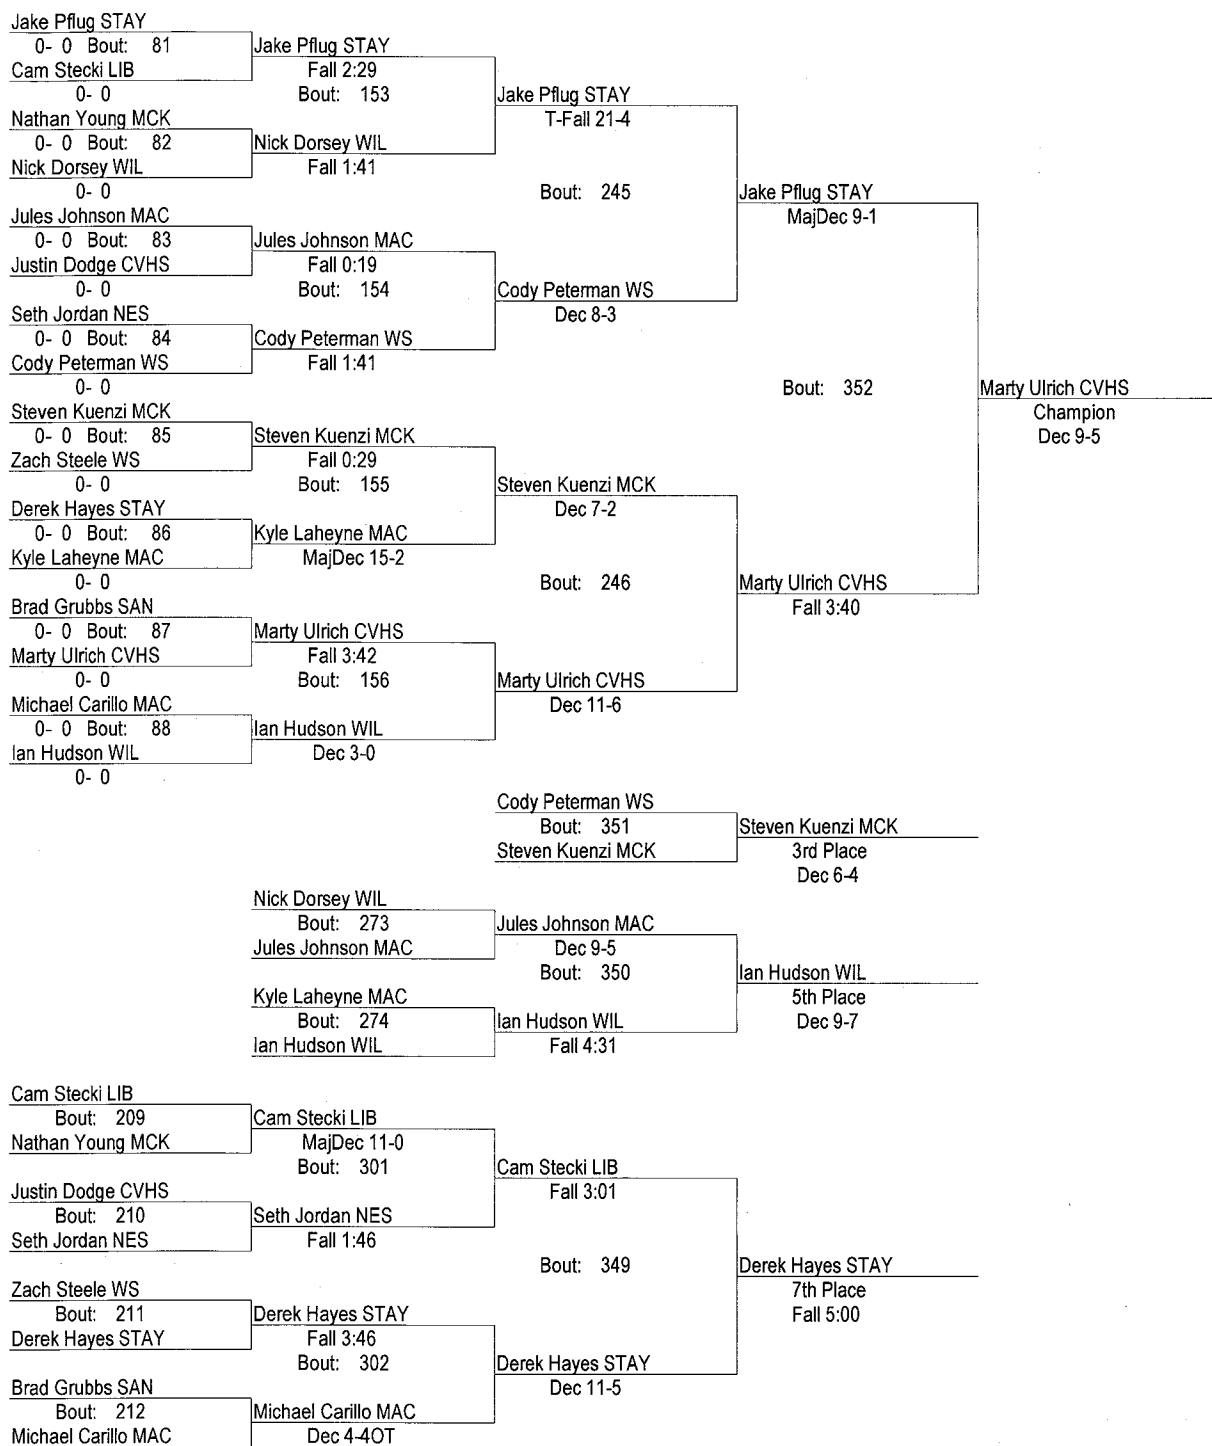 Jake Pflug STAY
0- 0 Bout: 81
Jake Pflug STAY
Cam Stecki LIB
Fall 2:29
0- 0
Bout: 153
Jake Pflug STAY
Nathan Young MCK
T-Fall 21-4
0- 0 Bout: 82
Nick Dorsey WIL
Nick Dorsey WIL
Fall 1:41
0- 0
Bout: 245
Jake Pflug STAY
Jules Johnson MAC
MajDec 9-1
0- 0 Bout: 83
Jules Johnson MAC
Justin Dodge CVHS
Fall 0:19
0- 0
Bout: 154
Cody Peterman WS
Seth Jordan NES
Dec 8-3
0- 0 Bout: 84
Cody Peterman WS
Cody Peterman WS
Fall 1:41
0- 0
Bout: 352
Marty Ulrich CVHS
Steven Kuenzi MCK
Champion
0- 0 Bout: 85
Steven Kuenzi MCK
Dec 9-5
Zach Steele WS
Fall 0:29
0- 0
Bout: 155
Steven Kuenzi MCK
Derek Hayes STAY
Dec 7-2
0- 0 Bout: 86
Kyle Laheyne MAC
Kyle Laheyne MAC
MajDec 15-2
0- 0
Bout: 246
Marty Ulrich CVHS
Brad Grubbs SAN
Fall 3:40
0- 0 Bout: 87
Marty Ulrich CVHS
Marty Ulrich CVHS
Fall 3:42
0- 0
Bout: 156
Marty Ulrich CVHS
Michael Carillo MAC
Dec 11-6
0- 0 Bout: 88
Ian Hudson WIL
Ian Hudson WIL
Dec 3-0
0- 0
Cody Peterman WS
Bout: 351
Steven Kuenzi MCK
Steven Kuenzi MCK
3rd Place
Dec 6-4
Nick Dorsey WIL
Bout: 273
Jules Johnson MAC
Jules Johnson MAC
Dec 9-5
Bout: 350
Ian Hudson WIL
Kyle Laheyne MAC
5th Place
Bout: 274
Ian Hudson WIL
Dec 9-7
Ian Hudson WIL
Fall 4:31
Cam Stecki LIB
Bout: 209
Cam Stecki LIB
Nathan Young MCK
MajDec 11-0
Bout: 301
Cam Stecki LIB
Justin Dodge CVHS
Fall 3:01
Bout: 210
Seth Jordan NES
Seth Jordan NES
Fall 1:46
Bout: 349
Derek Hayes STAY
Zach Steele WS
7th Place
Bout: 211
Derek Hayes STAY
Fall 5:00
Derek Hayes STAY
Fall 3:46
Bout: 302
Derek Hayes STAY
Brad Grubbs SAN
Dec 11-5
Bout: 212
Michael Carillo MAC
Michael Carillo MAC
Dec 4-4OT